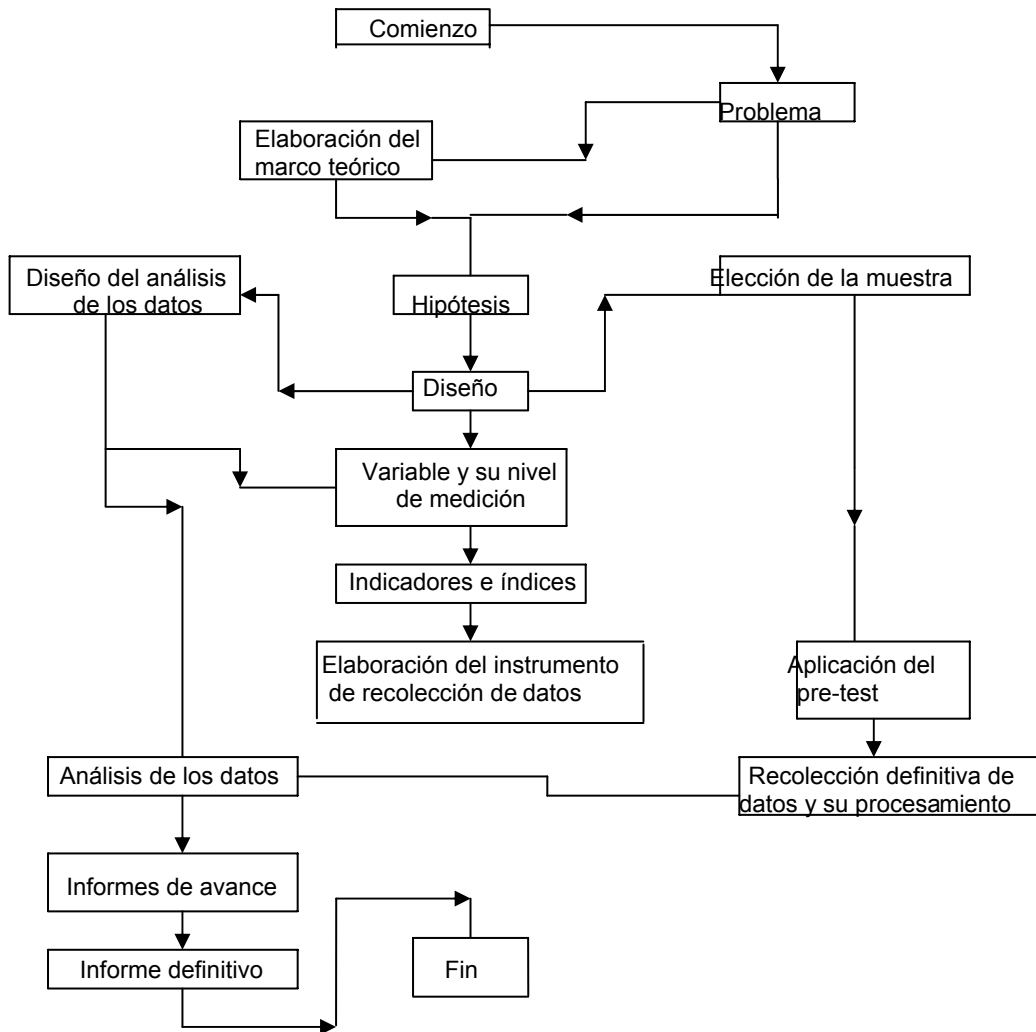 Comienzo
Problema
Elaboración del
marco teórico
Diseño del análisis
de los datos
Hipótesis
Elección de la muestra
Diseño
Variable y su nivel
de medición
Indicadores e índices
Elaboración del instrumento
de recolección de datos
Aplicación del
pre-test
Análisis de los datos
Recolección definitiva de
datos y su procesamiento
Informes de avance
Informe definitivo
Fin